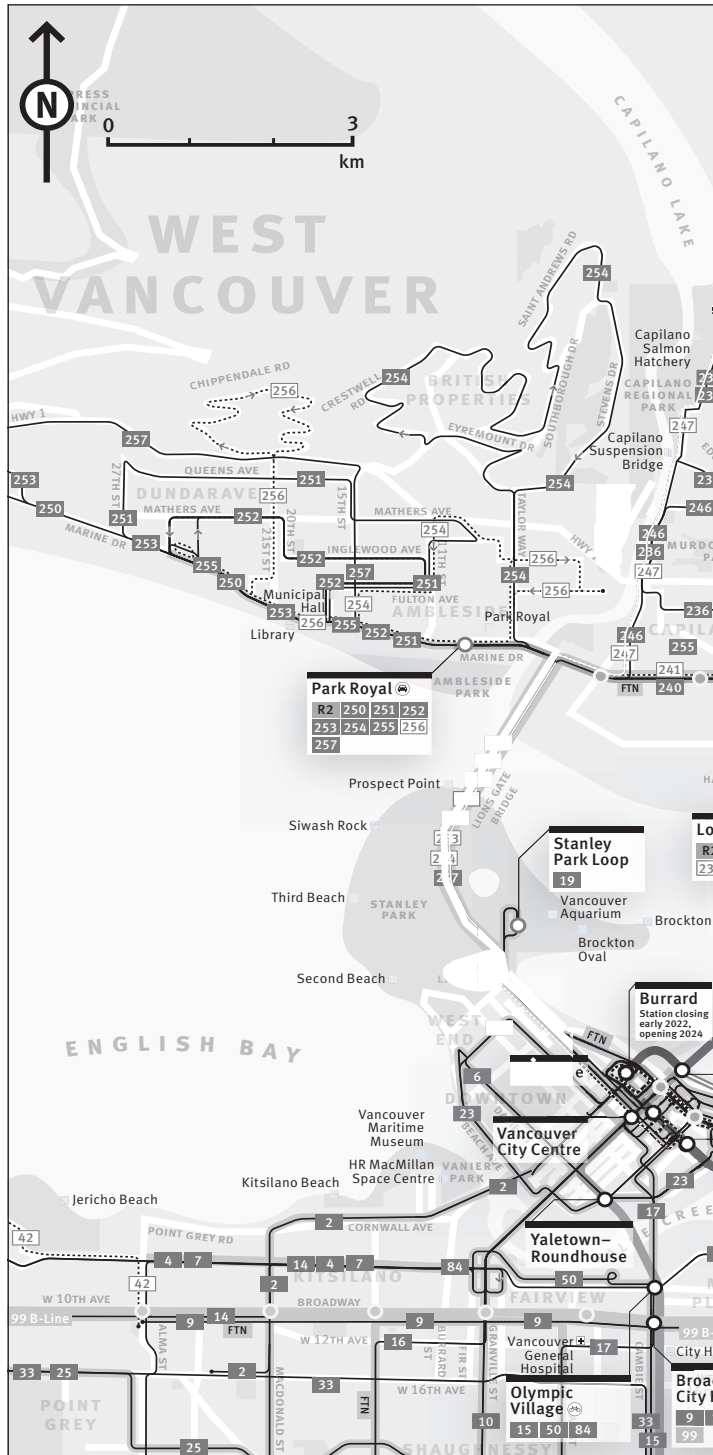 N
0
3
km
WEST
VANCOUVER
CAPILANO LAKE
SAINT ANDREWS RD
254
Capilano
Salmon
Hatchery
CAPILANO
REGIONAL
PARK
CHIPPENDALE RD
256
CRESTWELL
RD
254
BRITISH
PROPERTIES
SOUTHBOROUGH DR
STEVENS DR
EYREMOUNT DR
247
Capilano
Suspension
Bridge
HWY 1
257
QUEENS AVE
251
254
253
250
27TH ST
DUNDARAVE
256
15TH ST
TAYLOR WAY
246
251
MATHERS AVE
252
MATHERS AVE
254
HWY 1
246
236
MARINE DR
253
20TH ST
21ST ST
INGLEWOOD AVE
252
11TH ST
256
255
250
257
252
251
254
256
247
Municipal
Hall
254
FULTON AVE
AMBLESIDE
Park Royal
236
253
256
255
252
251
246
247
255
Library
MARINE DR
241
240
FTN
AMBLESIDE
PARK
Park Royal
R2 250 251 252
253 254 255 256
257
Prospect Point
LIONS GATE
BRIDGE
Siwash Rock
Stanley
Park Loop
19
Third Beach
STANLEY
PARK
Vancouver
Aquarium
Brockton
Brockton
Oval
Second Beach
Burrard
Station closing
early 2022,
opening 2024
WEST
END
FTN
ENGLISH BAY
6
23
DOWNTOWN
BEACH AVE
Vancouver
Maritime
Museum
Vancouver
City Centre
HR MacMillan
Space Centre
VANIER
PARK
Kitsilano Beach
2
23
17
Jericho Beach
2
CORNWALL AVE
POINT GREY RD
Yaletown–
Roundhouse
42
4 7
14 4 7
84
50
42
2
KITSILANO
W 10TH AVE
BROADWAY
FAIRVIEW
99 B-Line
9
14
FTN
9
9
99 B
W 12TH AVE
16
Vancouver
General
Hospital
17
City H
ALMA ST
MACDONALD ST
BURRARD
ST
FIR ST
GRANVILLE ST
CAMBIE ST
33 25
2
33
W 16TH AVE
Olympic
Village
15 50 84
FTN
10
33
15
POINT
GREY
25